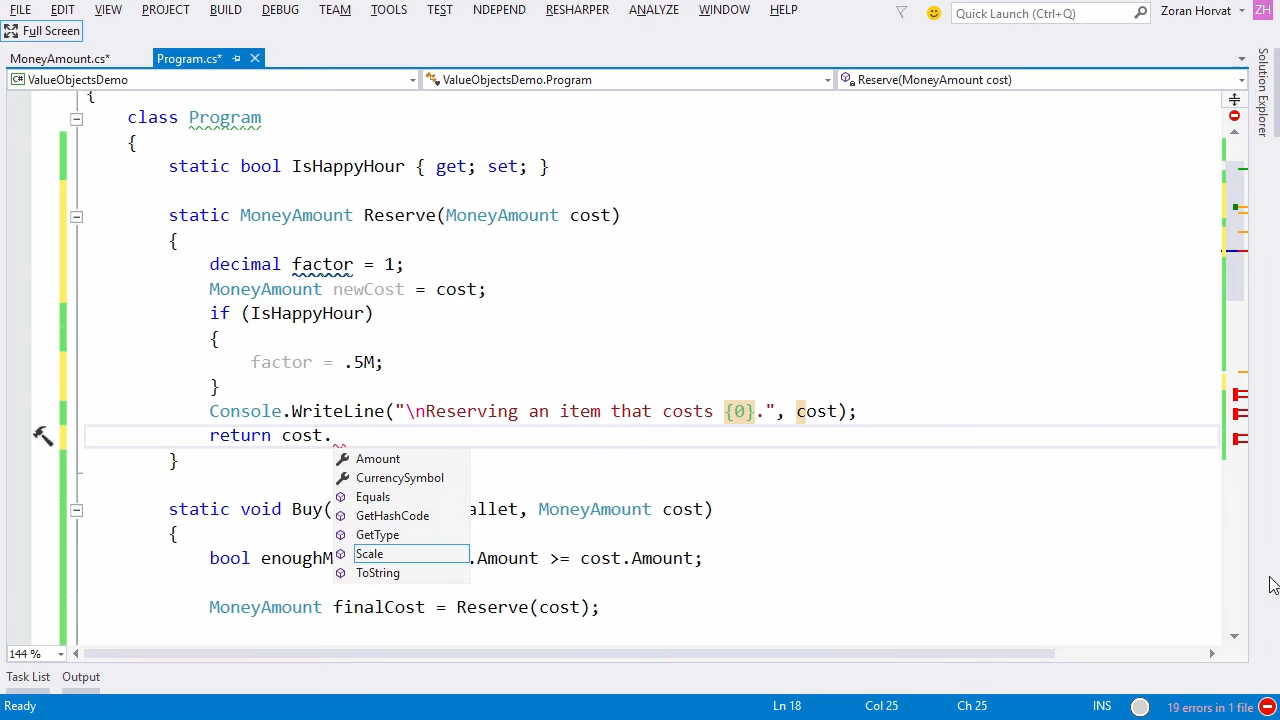 FILE EDIT VIEW PROJECT BUILD DEBUG TEAM TOOLS TEST NDEPEND RESHARPER ANALYZE WINDOW HELP Quick Launch (Ctrl+Q) Zoran Horvat ZH
Full Screen
MoneyAmount.cs* Program.cs*
C# ValueObjectsDemo ValueObjectsDemo.Program Reserve(MoneyAmount cost)
Solution Explorer
{
class Program
{
static bool IsHappyHour { get; set; }
static MoneyAmount Reserve(MoneyAmount cost)
{
decimal factor = 1;
MoneyAmount newCost = cost;
if (IsHappyHour)
{
factor = .5M;
}
Console.WriteLine("\nReserving an item that costs {0}.", cost);
return cost.
}
Amount
CurrencySymbol
Equals
GetHashCode
GetType
Scale
ToString
static void Buy( allet, MoneyAmount cost)
{
bool enoughM .Amount >= cost.Amount;
MoneyAmount finalCost = Reserve(cost);
144 %
Task List Output
Ready Ln 18 Col 25 Ch 25 INS 19 errors in 1 file